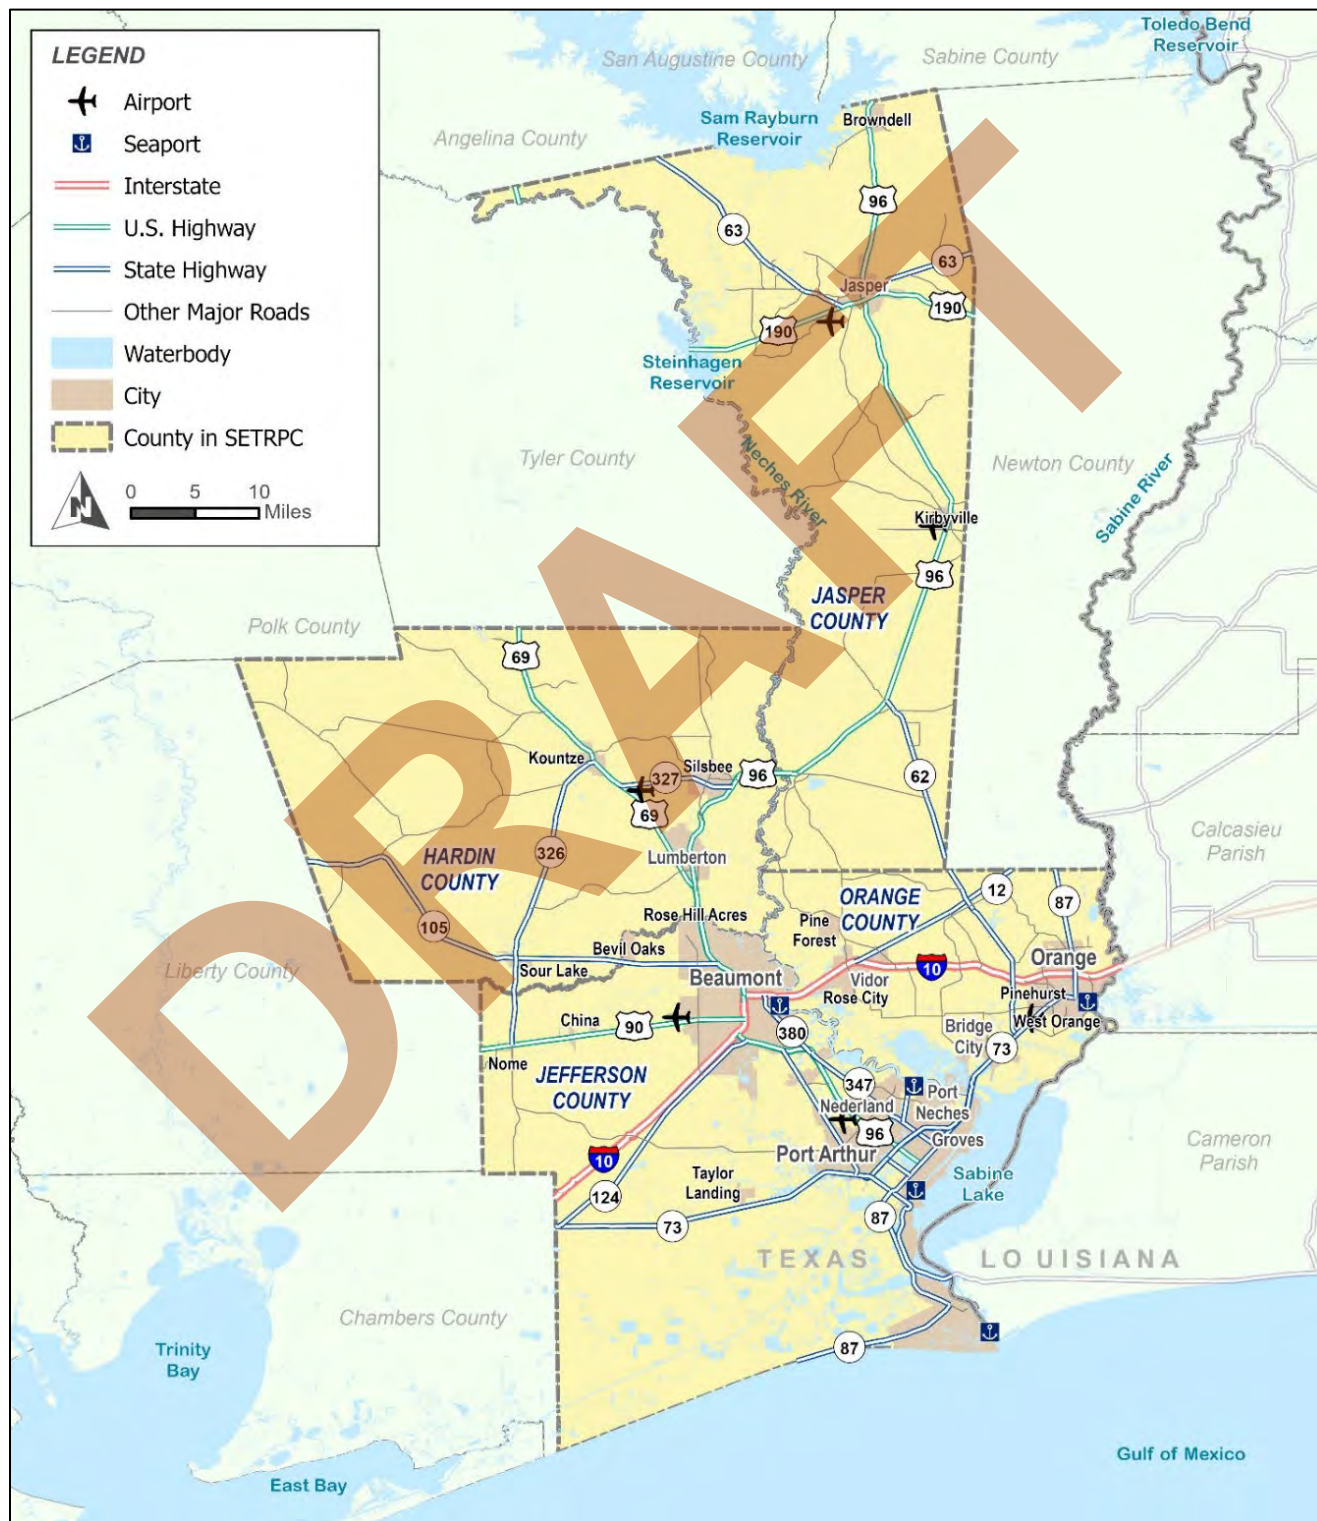 LEGEND
Airport
Seaport
Interstate
U.S. Highway
State Highway
Other Major Roads
Waterbody
City
County in SETRPC
N
0 5 10
Miles
Toledo Bend
Reservoir
San Augustine County
Sabine County
Angelina County
Sam Rayburn
Reservoir
Browndell
96
63
63
Jasper
190
190
Steinhagen
Reservoir
Tyler County
Neches River
Newton County
Sabine River
Kirbyville
96
JASPER
COUNTY
Polk County
69
Kountze
327
Silsbee
96
62
69
Lumberton
326
HARDIN
COUNTY
Calcasieu
Parish
ORANGE
COUNTY
12
87
105
Rose Hill Acres
Pine
Forest
Bevil Oaks
Sour Lake
Liberty County
Beaumont
Vidor
Rose City
10
Orange
Pinehurst
West Orange
China
90
380
Bridge
City
73
Nome
JEFFERSON
COUNTY
347
Nederland
Port
Neches
96
Groves
Port Arthur
10
124
Taylor
Landing
73
87
Sabine
Lake
Cameron
Parish
TEXAS
LOUISIANA
Chambers County
Trinity
Bay
87
East Bay
Gulf of Mexico
DRAFT